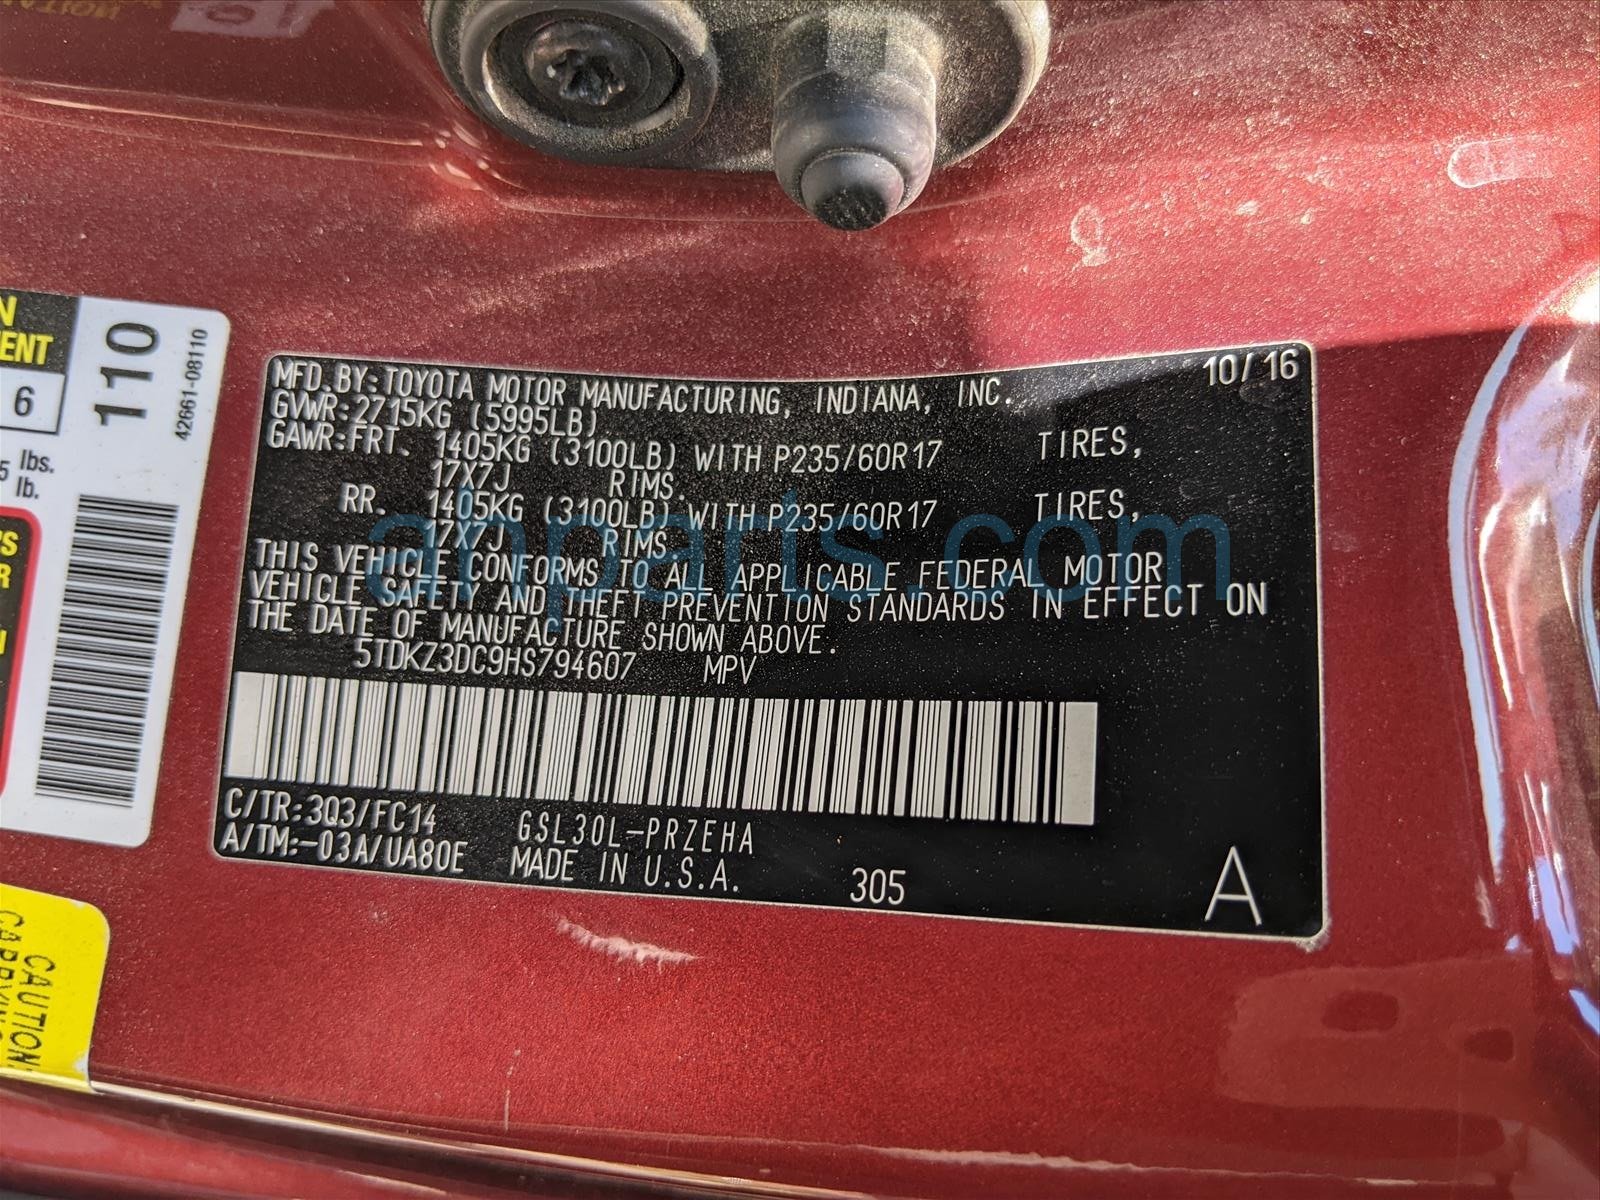 MFD.BY:TOYOTA MOTOR MANUFACTURING, INDIANA, INC. 10/16
GVWR:2715KG (5995LB)
GAWR:FRT. 1405KG (3100LB) WITH P235/60R17 TIRES,
17X7J RIMS.
RR. 1405KG (3100LB) WITH P235/60R17 TIRES,
17X7J RIMS.
THIS VEHICLE CONFORMS TO ALL APPLICABLE FEDERAL MOTOR
VEHICLE SAFETY AND THEFT PREVENTION STANDARDS IN EFFECT ON
THE DATE OF MANUFACTURE SHOWN ABOVE.
5TDKZ3DC9HS794607 MPV
C/TR:3Q3/FC14 GSL30L-PRZEHA
A/TM:-03A/UA80E MADE IN U.S.A. 305 A
anparts.com
110
42661-08110
6
lbs.
lb.
CAUTION: